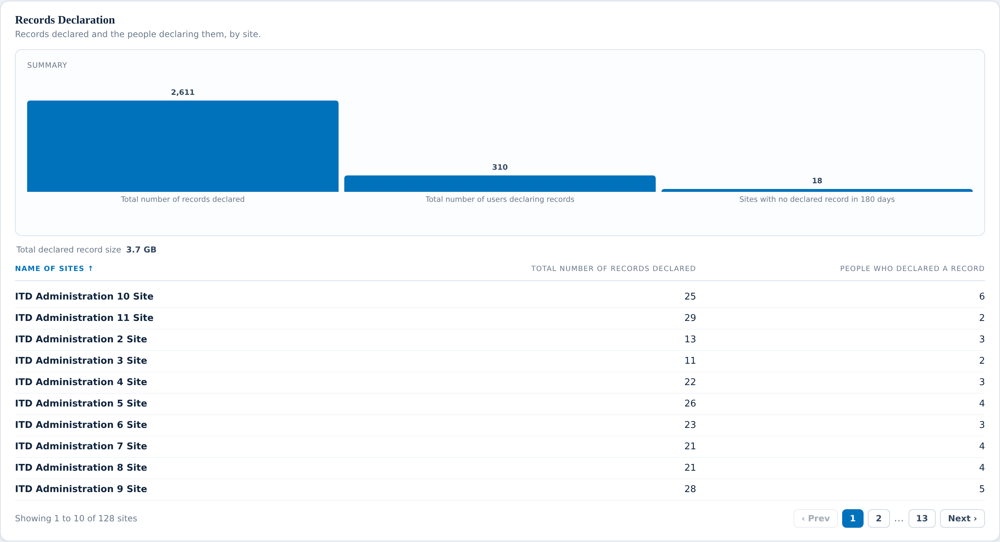 Records Declaration
Records declared and the people declaring them, by site.
SUMMARY
2,611
310
18
Total number of records declared
Total number of users declaring records
Sites with no declared record in 180 days
Total declared record size 3.7 GB
NAME OF SITES ↑ TOTAL NUMBER OF RECORDS DECLARED PEOPLE WHO DECLARED A RECORD
ITD Administration 10 Site 25 6
ITD Administration 11 Site 29 2
ITD Administration 2 Site 13 3
ITD Administration 3 Site 11 2
ITD Administration 4 Site 22 3
ITD Administration 5 Site 26 4
ITD Administration 6 Site 23 3
ITD Administration 7 Site 21 4
ITD Administration 8 Site 21 4
ITD Administration 9 Site 28 5
Showing 1 to 10 of 128 sites ‹ Prev 1 2 ... 13 Next ›